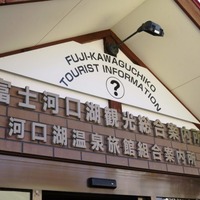 FUJI-KAWAGUCHIKO
TOURIST INFORMATION
?
富士河口湖観光総合案内所
河口湖温泉旅館組合案内所